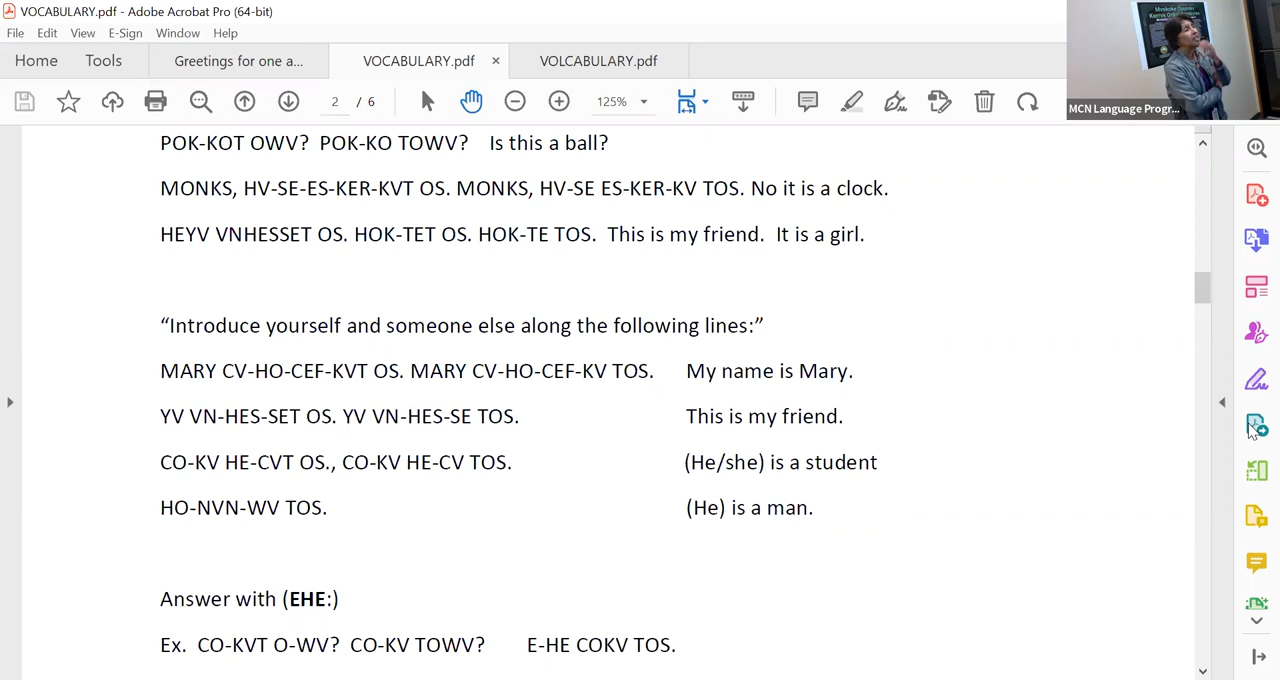 VOCABULARY.pdf - Adobe Acrobat Pro (64-bit)
File Edit View E-Sign Window Help
Home Tools Greetings for one a... VOCABULARY.pdf × VOLCABULARY.pdf
2 / 6 125%
Mvskoke Opunvkv
MCN Language Progr...
POK-KOT OWV? POK-KO TOWV? Is this a ball?
MONKS, HV-SE-ES-KER-KVT OS. MONKS, HV-SE ES-KER-KV TOS. No it is a clock.
HEYV VNHESSET OS. HOK-TET OS. HOK-TE TOS. This is my friend. It is a girl.
“Introduce yourself and someone else along the following lines:”
MARY CV-HO-CEF-KVT OS. MARY CV-HO-CEF-KV TOS. My name is Mary.
YV VN-HES-SET OS. YV VN-HES-SE TOS. This is my friend.
CO-KV HE-CVT OS., CO-KV HE-CV TOS. (He/she) is a student
HO-NVN-WV TOS. (He) is a man.
Answer with (EHE:)
Ex. CO-KVT O-WV? CO-KV TOWV? E-HE COKV TOS.